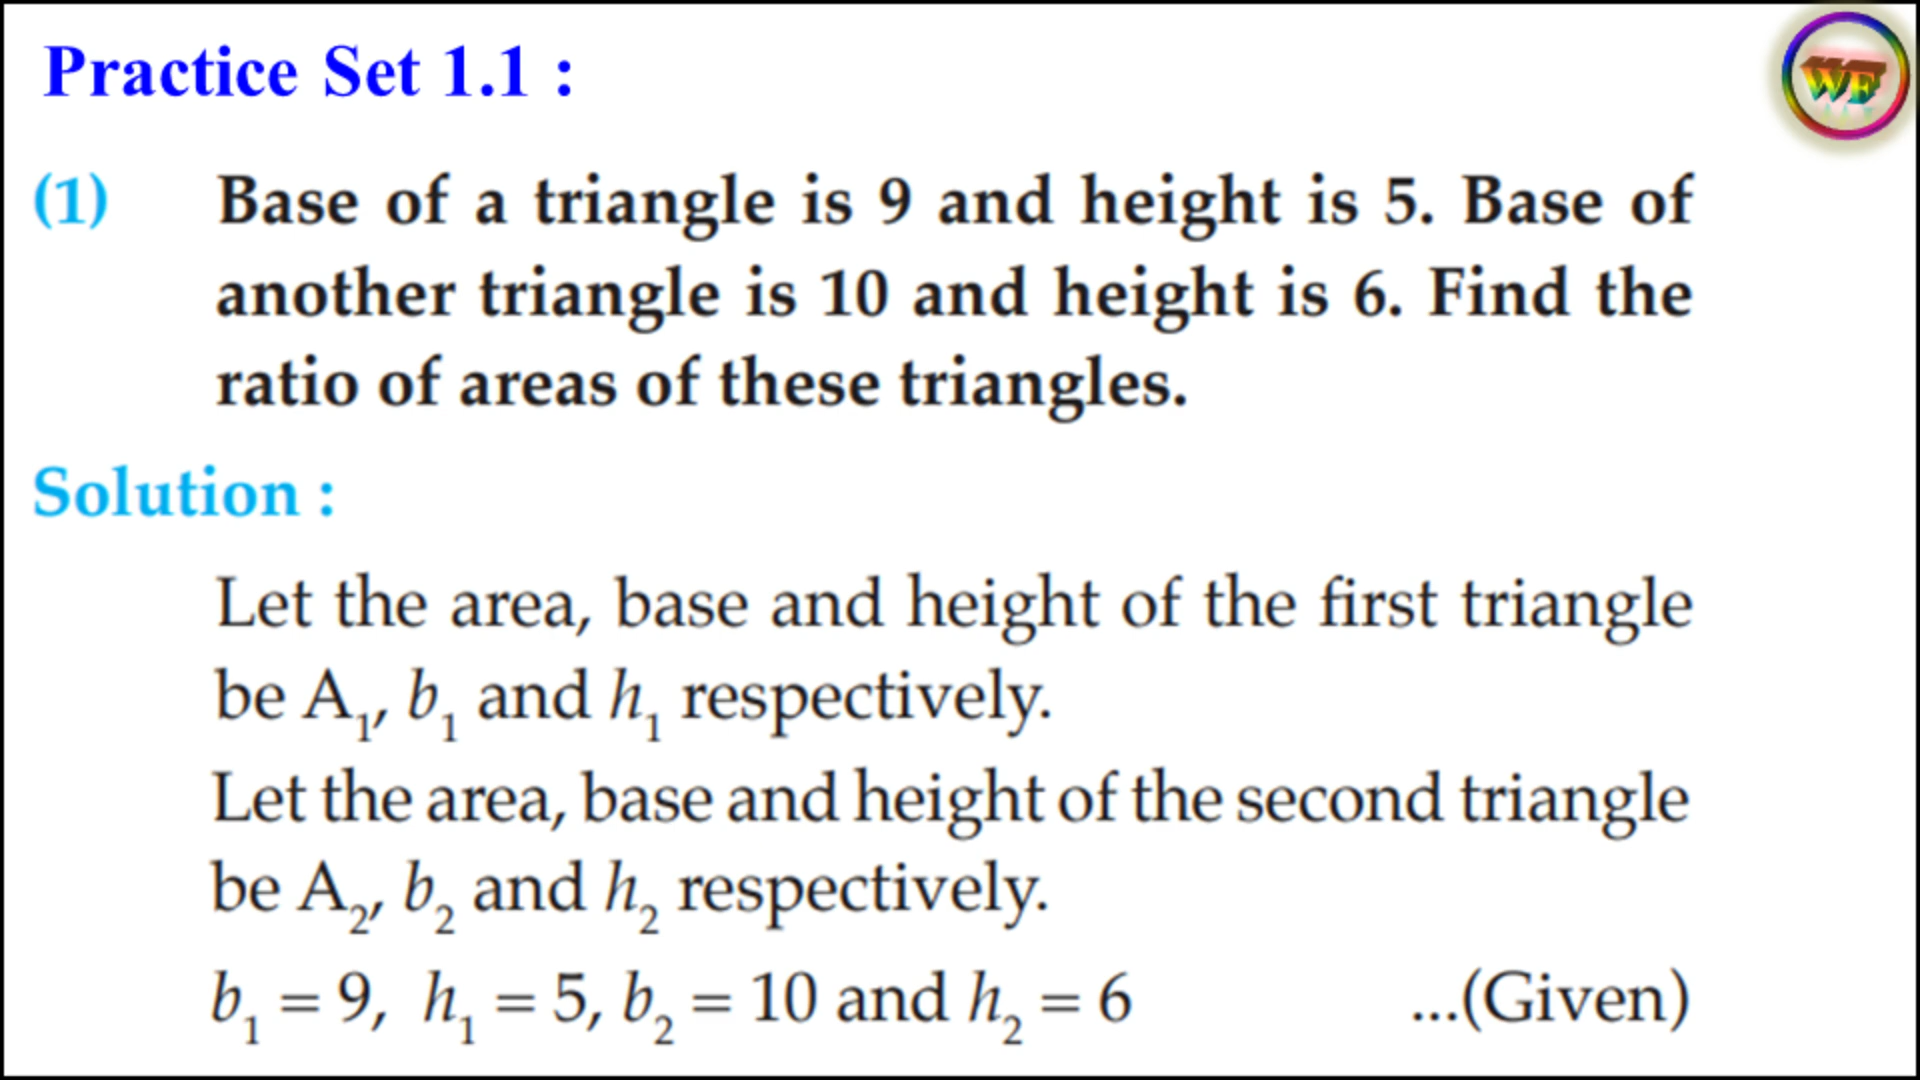 Practice Set 1.1 :
WE
(1) Base of a triangle is 9 and height is 5. Base of
another triangle is 10 and height is 6. Find the
ratio of areas of these triangles.
Solution :
Let the area, base and height of the first triangle
be A₁, b₁ and h₁ respectively.
Let the area, base and height of the second triangle
be A₂, b₂ and h₂ respectively.
b₁ = 9, h₁ = 5, b₂ = 10 and h₂ = 6 ...(Given)